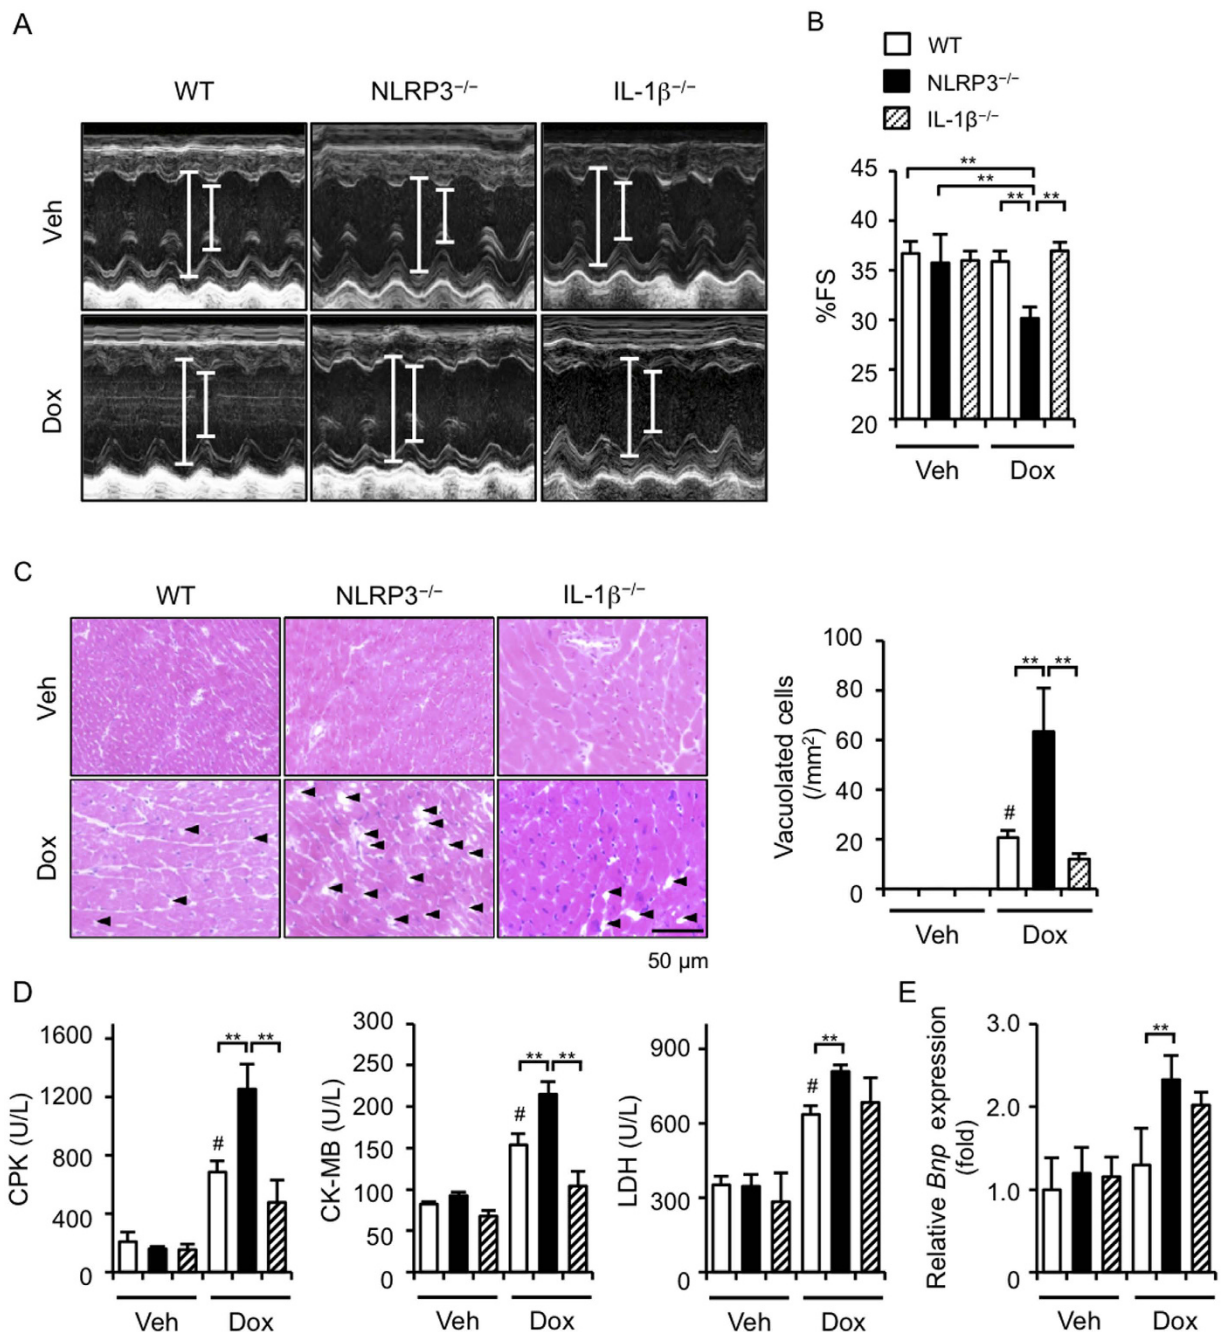 A
WT
NLRP3⁻/⁻
IL-1β⁻/⁻
Veh
Dox
B
WT
NLRP3⁻/⁻
IL-1β⁻/⁻
%FS
45
40
35
30
25
20
**
**
** **
Veh Dox
C
WT
NLRP3⁻/⁻
IL-1β⁻/⁻
Veh
Dox
50 µm
Vacuolated cells
(/mm²)
100
80
60
40
20
0
** **
#
Veh Dox
D
CPK (U/L)
1600
1200
800
400
0
** **
#
Veh Dox
CK-MB (U/L)
300
250
200
150
100
50
0
** **
#
Veh Dox
LDH (U/L)
900
600
300
0
**
#
Veh Dox
E
Relative Bnp expression
(fold)
3.0
2.0
1.0
0
**
Veh Dox